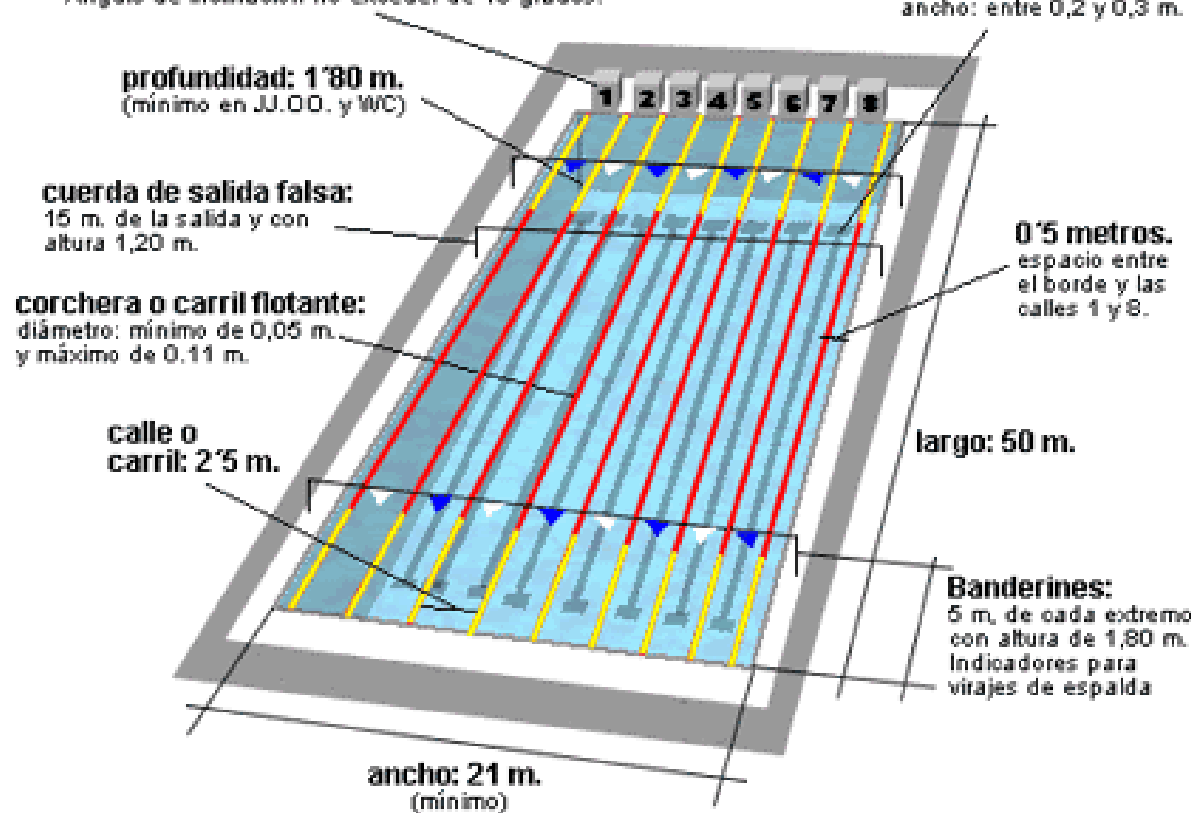 ancho: entre 0,2 y 0,3 m.
profundidad: 1´80 m.
(mínimo en JJ.OO. y WC)
1 2 3 4 5 6 7 8
cuerda de salida falsa:
15 m. de la salida y con
altura 1,20 m.
0´5 metros.
espacio entre
el borde y las
calles 1 y 8.
corchera o carril flotante:
diámetro: mínimo de 0,05 m.
y máximo de 0.11 m.
calle o
carril: 2´5 m.
largo: 50 m.
Banderines:
5 m, de cada extremo
con altura de 1,80 m.
Indicadores para
virajes de espalda
ancho: 21 m.
(mínimo)